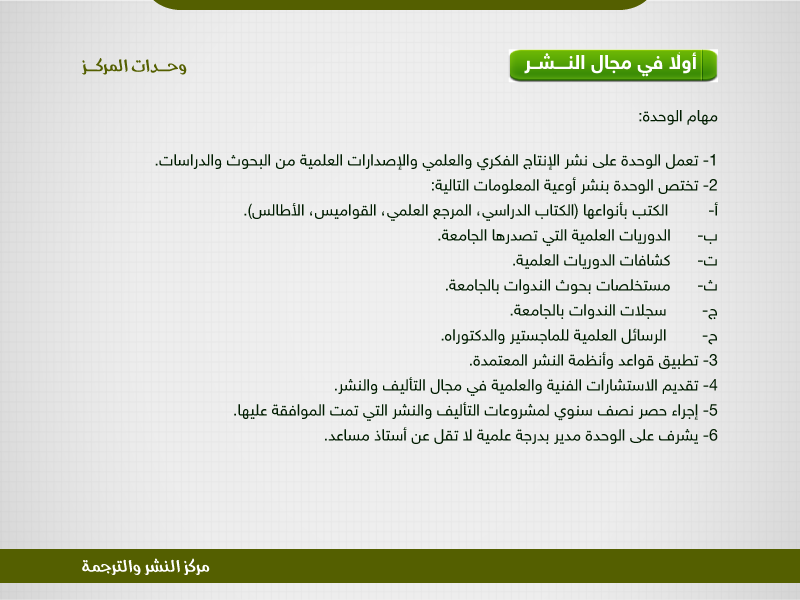 أولًا في مجال النـــشـر
وحـــدات المركــز
مهام الوحدة:
1- تعمل الوحدة على نشر الإنتاج الفكري والعلمي والإصدارات العلمية من البحوث والدراسات.
2- تختص الوحدة بنشر أوعية المعلومات التالية:
أ- الكتب بأنواعها (الكتاب الدراسي، المرجع العلمي، القواميس، الأطالس).
ب- الدوريات العلمية التي تصدرها الجامعة.
ت- كشافات الدوريات العلمية.
ث- مستخلصات بحوث الندوات بالجامعة.
ج- سجلات الندوات بالجامعة.
ح- الرسائل العلمية للماجستير والدكتوراه.
3- تطبيق قواعد وأنظمة النشر المعتمدة.
4- تقديم الاستشارات الفنية والعلمية في مجال التأليف والنشر.
5- إجراء حصر نصف سنوي لمشروعات التأليف والنشر التي تمت الموافقة عليها.
6- يشرف على الوحدة مدير بدرجة علمية لا تقل عن أستاذ مساعد.
مركز النشر والترجمة